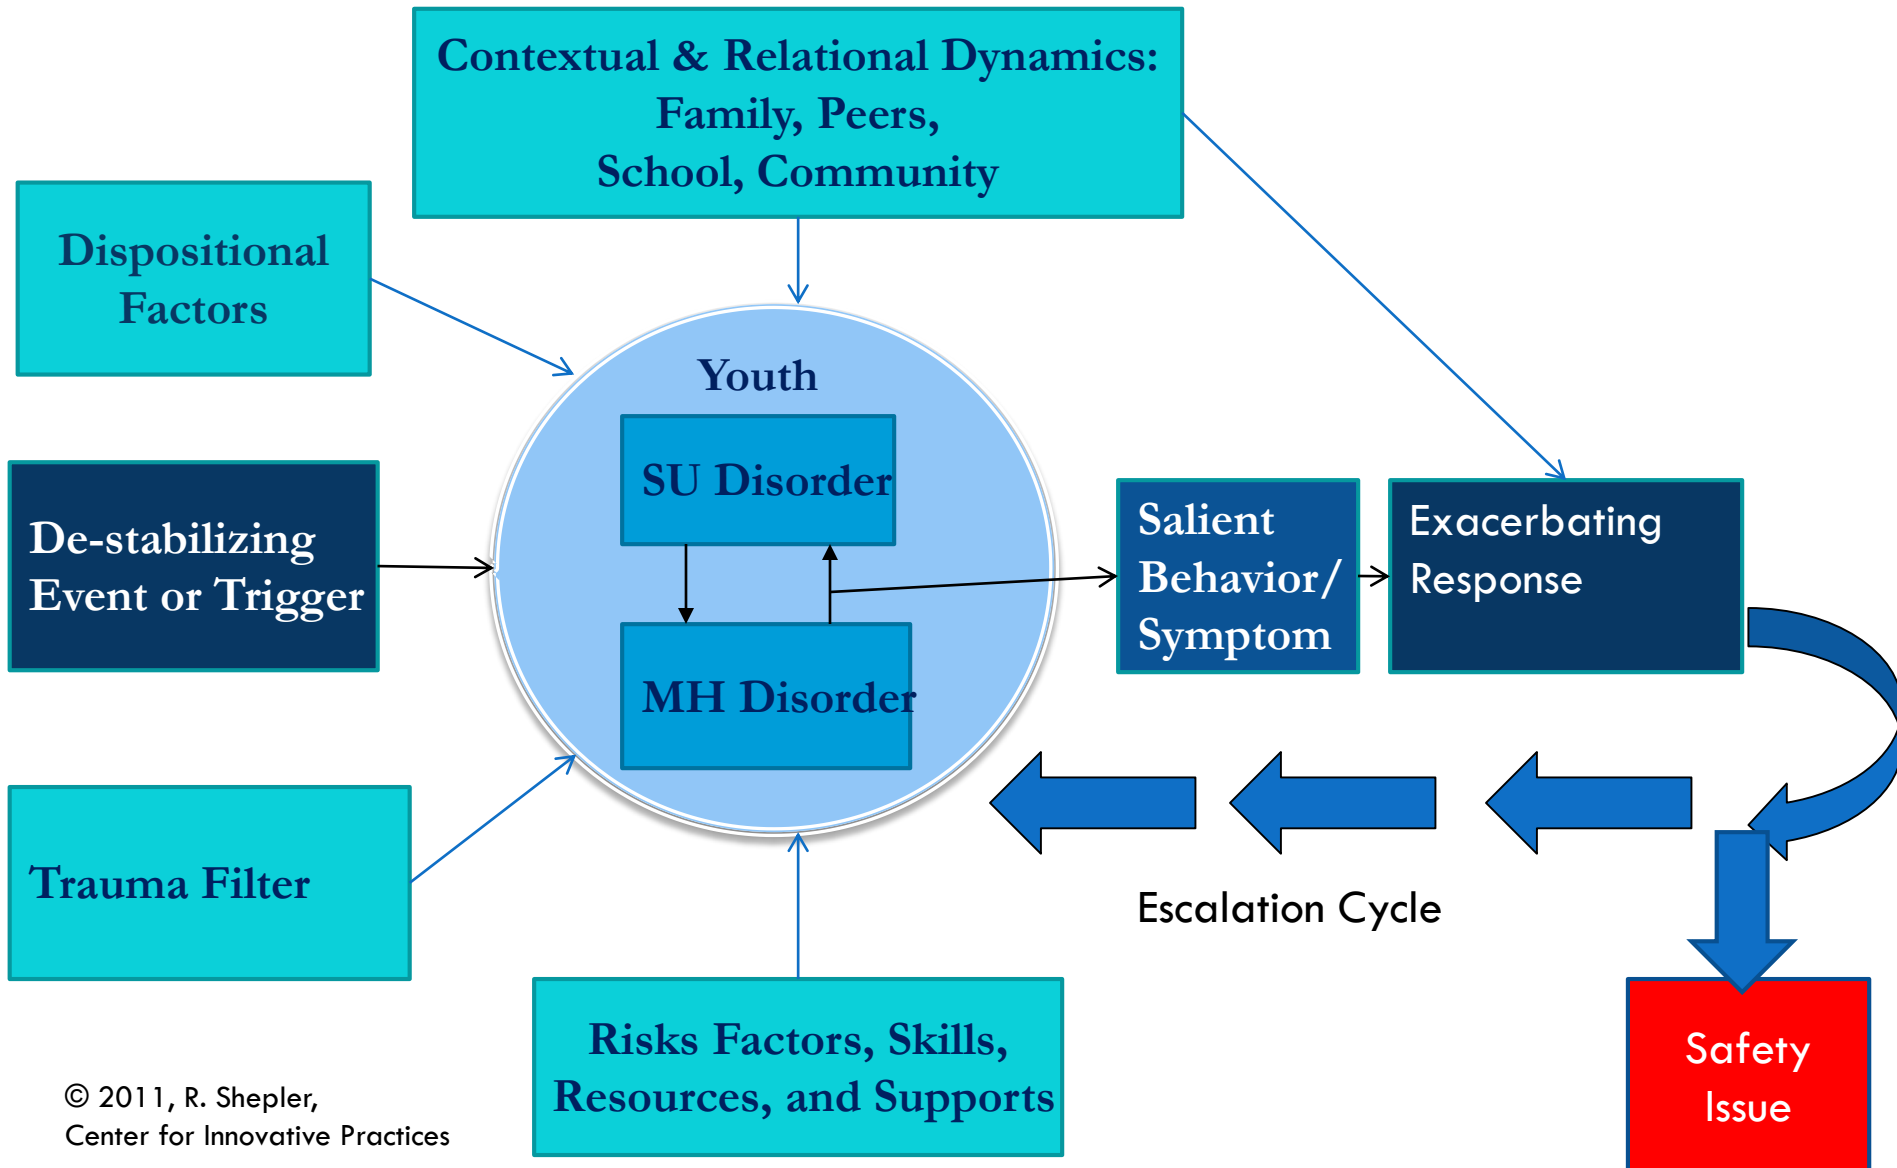 Contextual & Relational Dynamics:
Family, Peers,
School, Community
Dispositional
Factors
Youth
SU Disorder
MH Disorder
De-stabilizing
Event or Trigger
Salient
Behavior/
Symptom
Exacerbating
Response
Trauma Filter
Escalation Cycle
Risks Factors, Skills,
Resources, and Supports
Safety
Issue
© 2011, R. Shepler,
Center for Innovative Practices